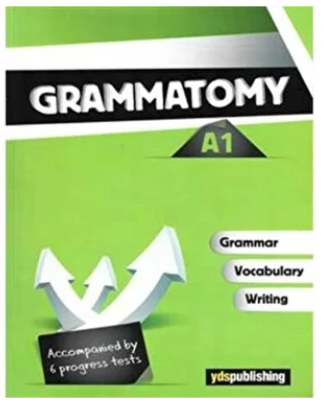 GRAMMATOMY
A1
Grammar
Vocabulary
Writing
Accompanied by
6 progress tests
ydspublishing